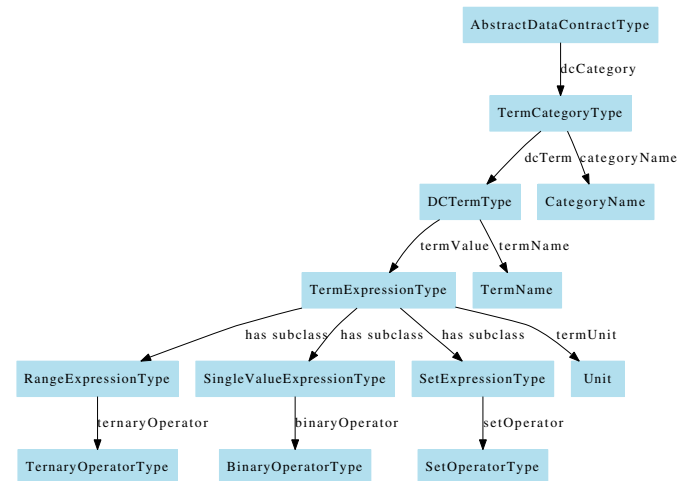 AbstractDataContractType
dcCategory
TermCategoryType
dcTerm categoryName
DCTermType CategoryName
termValue termName
TermExpressionType TermName
has subclass has subclass has subclass termUnit
RangeExpressionType SingleValueExpressionType SetExpressionType Unit
ternaryOperator binaryOperator setOperator
TernaryOperatorType BinaryOperatorType SetOperatorType